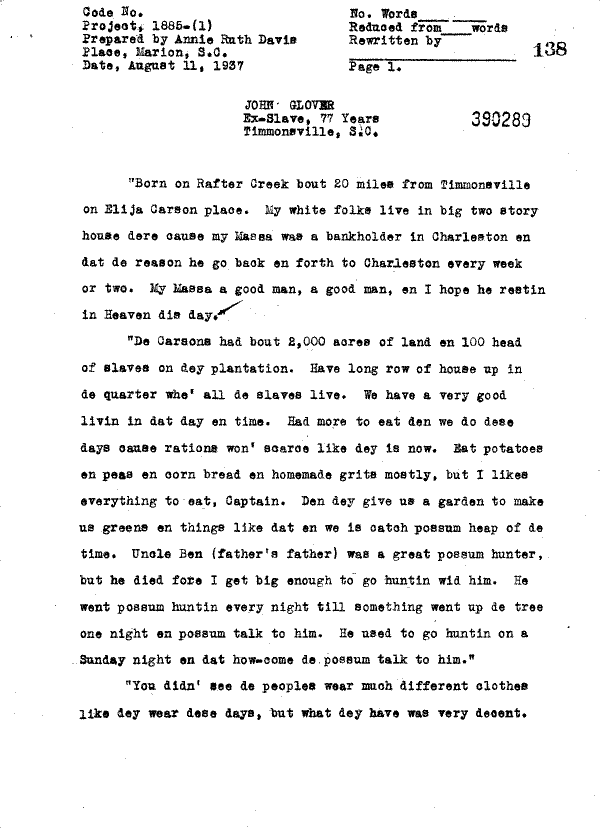 Code No.
Project, 1885-(1)
Prepared by Annie Ruth Davis
Place, Marion, S.C.
Date, August 11, 1937
No. Words
Reduced from words
Rewritten by
138
Page 1.
JOHN GLOVER
Ex-Slave, 77 Years
Timmonsville, S.C.
390289
"Born on Rafter Creek bout 20 miles from Timmonsville
on Elija Carson place. My white folks live in big two story
house dere cause my Massa was a bankholder in Charleston en
dat de reason he go back en forth to Charleston every week
or two. My Massa a good man, a good man, en I hope he restin
in Heaven dis day."
"De Carsons had bout 2,000 acres of land en 100 head
of slaves on dey plantation. Have long row of house up in
de quarter whe' all de slaves live. We have a very good
livin in dat day en time. Had more to eat den we do dese
days cause rations won' scarce like dey is now. Eat potatoes
en peas en corn bread en homemade grits mostly, but I likes
everything to eat, Captain. Den dey give us a garden to make
us greens en things like dat en we is catch possum heap of de
time. Uncle Ben (father's father) was a great possum hunter,
but he died fore I get big enough to go huntin wid him. He
went possum huntin every night till something went up de tree
one night en possum talk to him. He used to go huntin on a
Sunday night en dat how-come de possum talk to him."
"You didn' see de peoples wear much different clothes
like dey wear dese days, but what dey have was very decent.